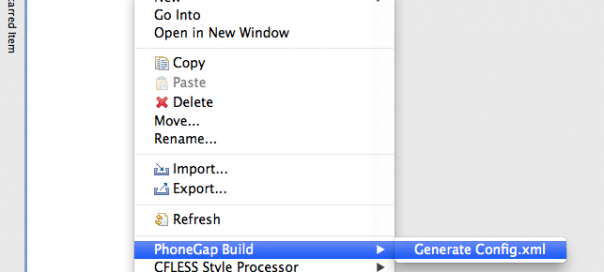 New
Go Into
Open in New Window
Copy
Paste
Delete
Move...
Rename...
Import...
Export...
Refresh
PhoneGap Build
Generate Config.xml
CFLESS Style Processor
Item